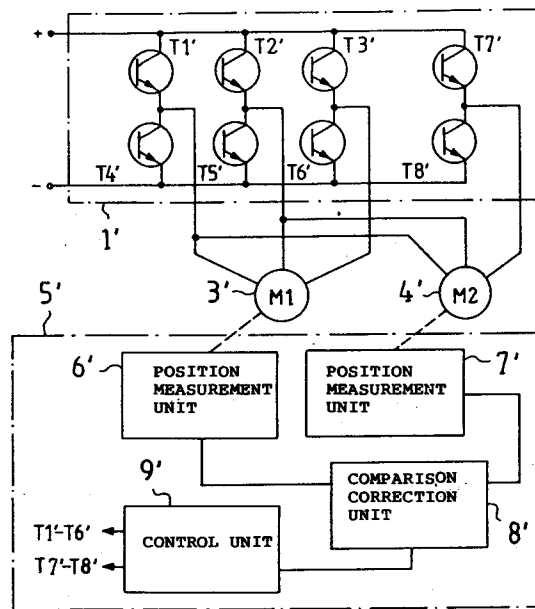 +
T1'
T2'
T3'
T7'
T4'
T5'
T6'
T8'
-
1'
3'
M1
4'
M2
5'
6'
POSITION
MEASUREMENT
UNIT
7'
POSITION
MEASUREMENT
UNIT
9'
COMPARISON
CORRECTION
UNIT
8'
T1'-T6'
T7'-T8'
CONTROL UNIT